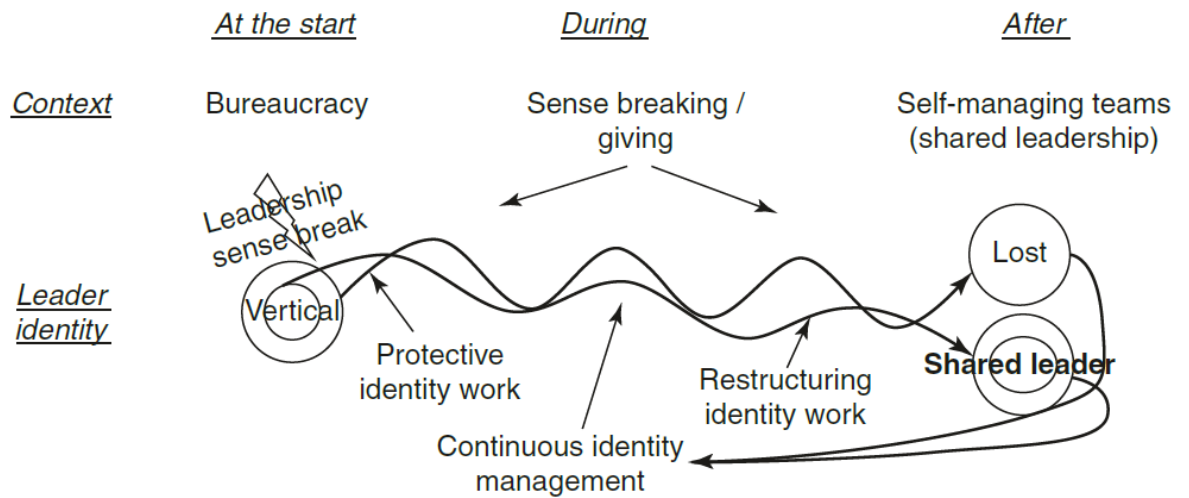 At the start
During
After
Context
Bureaucracy
Sense breaking /
giving
Self-managing teams
(shared leadership)
Leadership
sense break
Leader
identity
Vertical
Lost
Shared leader
Protective
identity work
Restructuring
identity work
Continuous identity
management